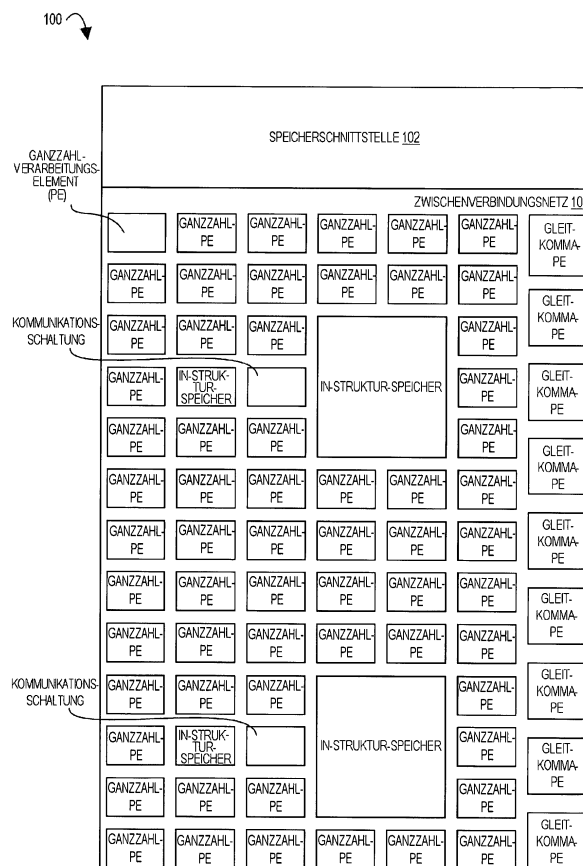 100
SPEICHERSCHNITTSTELLE 102
GANZZAHL-
VERARBEITUNGS-
ELEMENT
(PE)
ZWISCHENVERBINDUNGSNETZ 10
GANZZAHL- GANZZAHL- GANZZAHL- GANZZAHL- GANZZAHL-
PE PE PE PE PE
GLEIT-
KOMMA-
PE
GANZZAHL- GANZZAHL- GANZZAHL- GANZZAHL- GANZZAHL- GANZZAHL-
PE PE PE PE PE PE
GLEIT-
KOMMA-
PE
KOMMUNIKATIONS-
SCHALTUNG
GANZZAHL- GANZZAHL- GANZZAHL- GANZZAHL-
PE PE PE PE
GANZZAHL-
PE
IN-STRUK-
TUR-
SPEICHER
IN-STRUKTUR-SPEICHER
GANZZAHL-
PE
GLEIT-
KOMMA-
PE
GANZZAHL- GANZZAHL- GANZZAHL- GANZZAHL-
PE PE PE PE
GLEIT-
KOMMA-
PE
GANZZAHL- GANZZAHL- GANZZAHL- GANZZAHL- GANZZAHL- GANZZAHL-
PE PE PE PE PE PE
GANZZAHL- GANZZAHL- GANZZAHL- GANZZAHL- GANZZAHL- GANZZAHL-
PE PE PE PE PE PE
GLEIT-
KOMMA-
PE
GANZZAHL- GANZZAHL- GANZZAHL- GANZZAHL- GANZZAHL- GANZZAHL-
PE PE PE PE PE PE
GLEIT-
KOMMA-
PE
GANZZAHL- GANZZAHL- GANZZAHL- GANZZAHL- GANZZAHL- GANZZAHL-
PE PE PE PE PE PE
KOMMUNIKATIONS-
SCHALTUNG
GANZZAHL- GANZZAHL- GANZZAHL- GANZZAHL-
PE PE PE PE
GLEIT-
KOMMA-
PE
GANZZAHL-
PE
IN-STRUK-
TUR-
SPEICHER
IN-STRUKTUR-SPEICHER
GANZZAHL-
PE
GLEIT-
KOMMA-
PE
GANZZAHL- GANZZAHL- GANZZAHL- GANZZAHL-
PE PE PE PE
GANZZAHL- GANZZAHL- GANZZAHL- GANZZAHL- GANZZAHL- GANZZAHL-
PE PE PE PE PE PE
GLEIT-
KOMMA-
PE